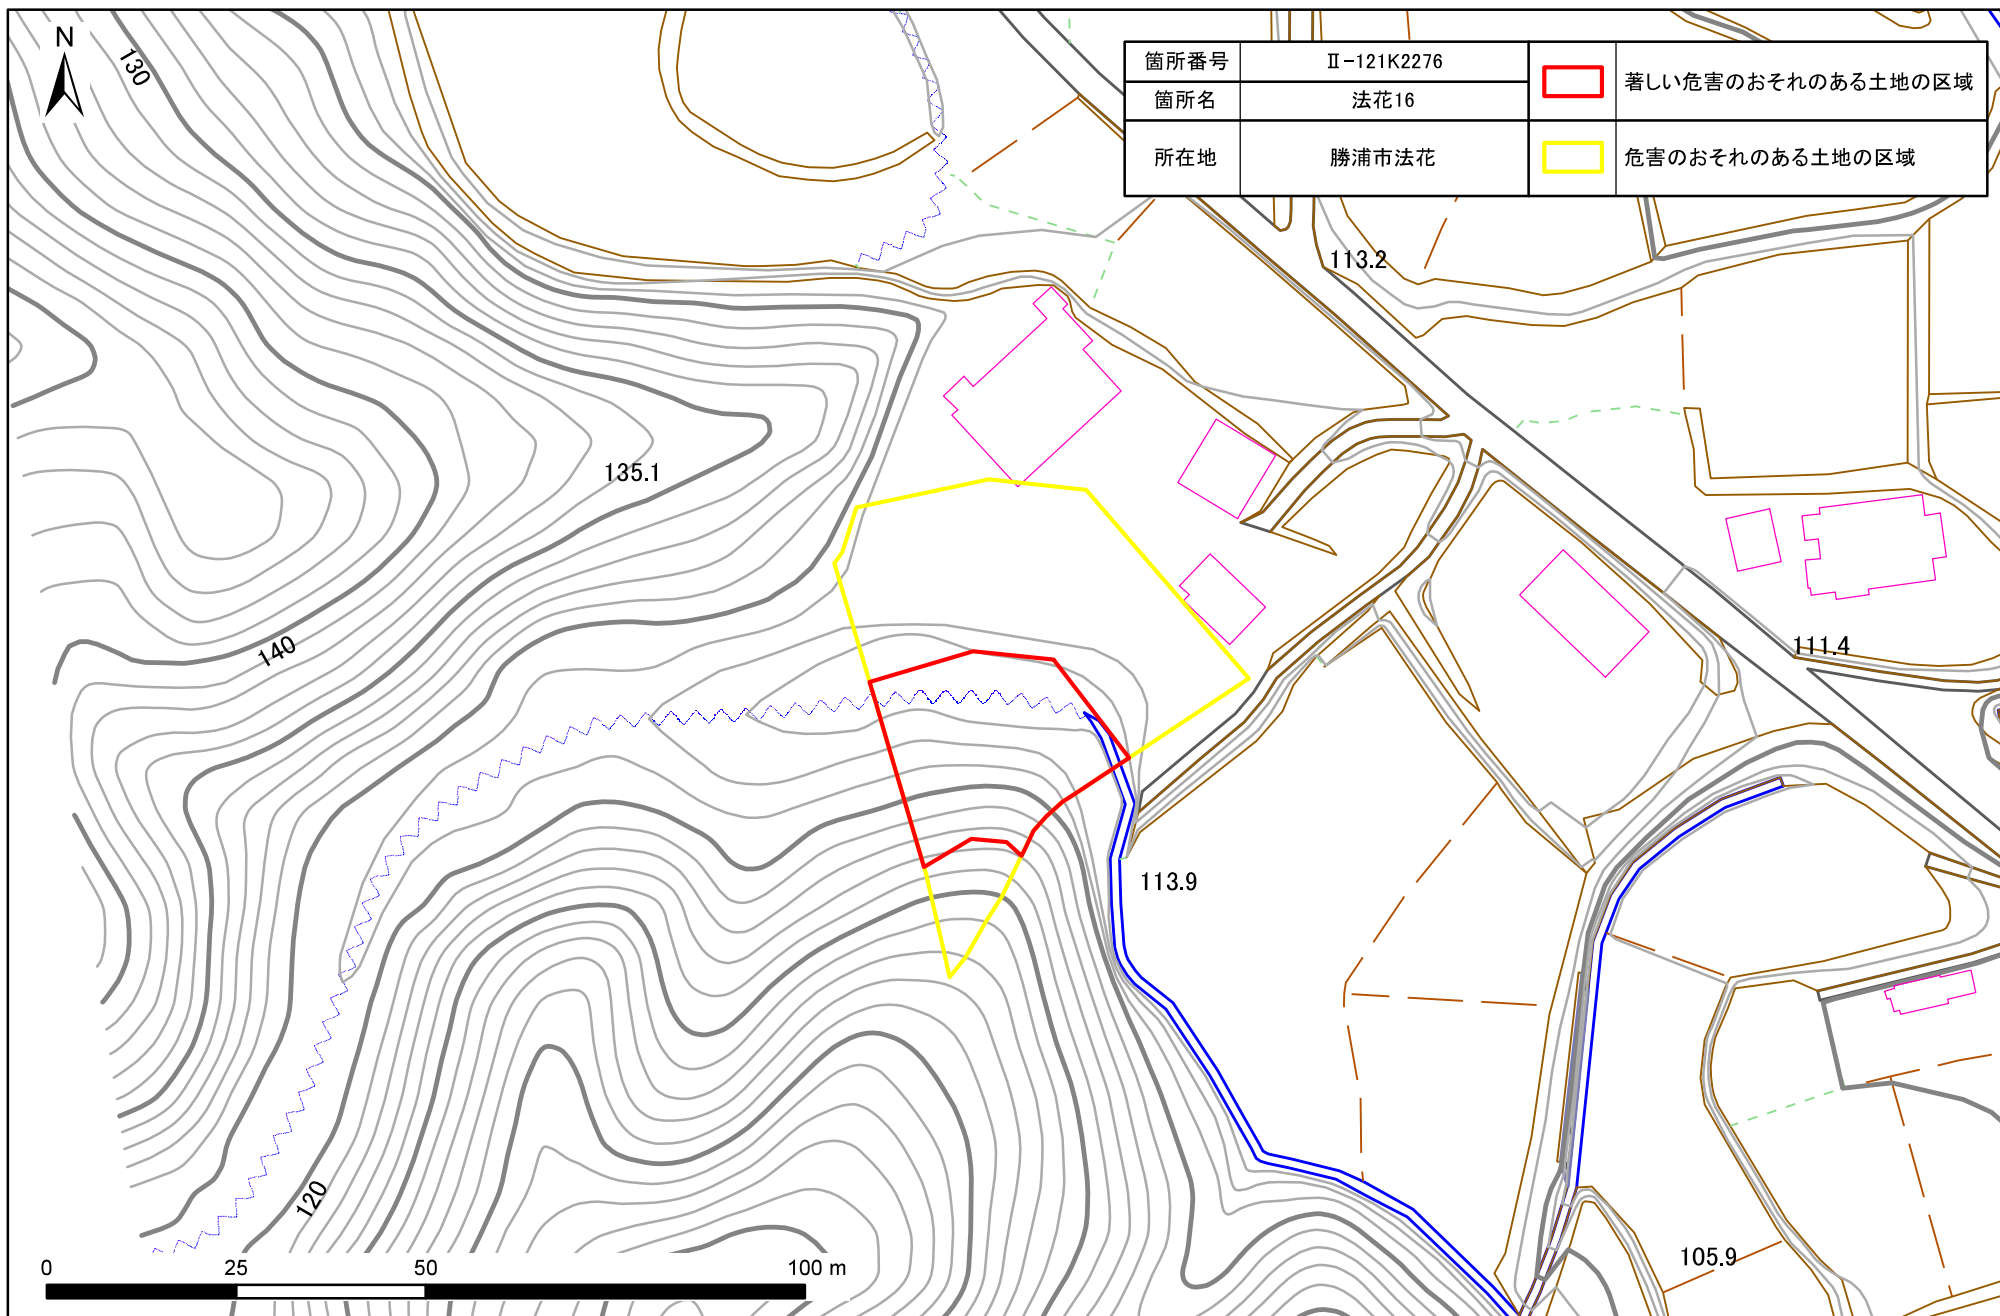 N
箇所番号 Ⅱ-121K2276
箇所名 法花16
所在地 勝浦市法花
著しい危害のおそれのある土地の区域
危害のおそれのある土地の区域
130
113.2
135.1
140
111.4
113.9
120
105.9
0 25 50 100 m